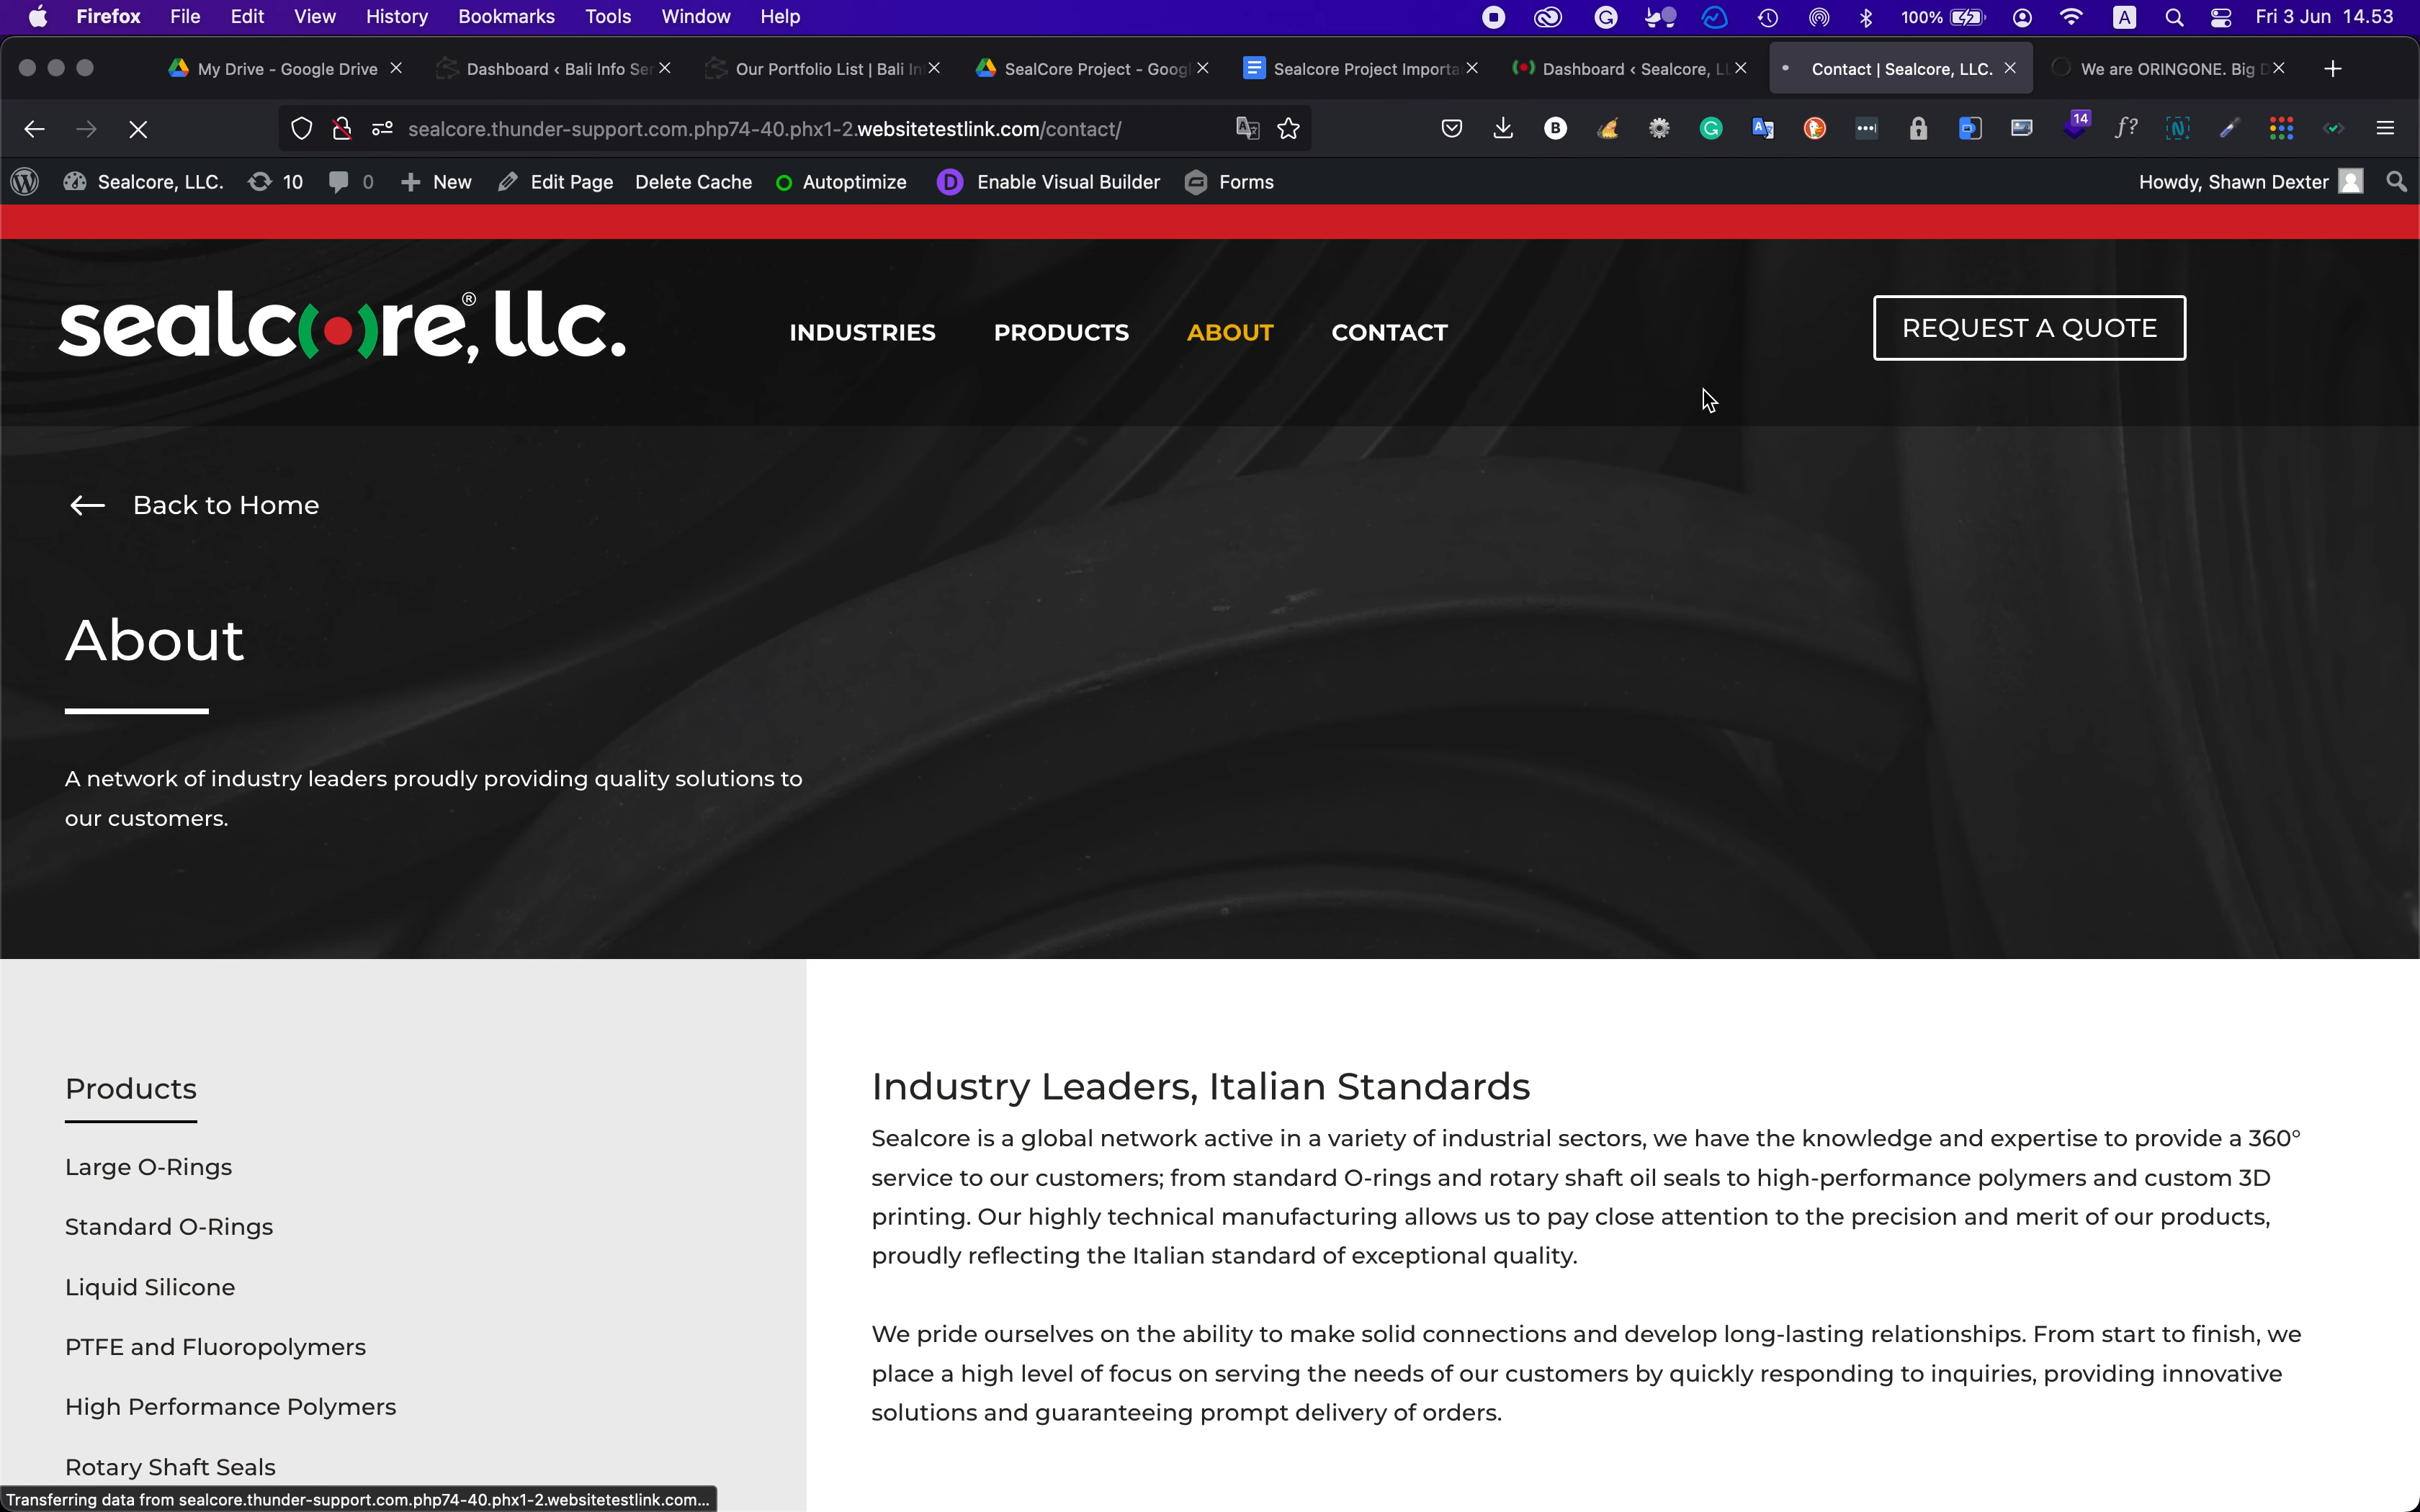 Firefox File Edit View History Bookmarks Tools Window Help 100% A Fri 3 Jun 14.53
My Drive - Google Drive Dashboard ‹ Bali Info Ser Our Portfolio List | Bali In SealCore Project - Googl Sealcore Project Importa Dashboard ‹ Sealcore, LL Contact | Sealcore, LLC. We are ORINGONE. Big D
sealcore.thunder-support.com.php74-40.phx1-2.websitetestlink.com/contact/ B 14 f?
Sealcore, LLC. 10 0 New Edit Page Delete Cache Autoptimize D Enable Visual Builder Forms Howdy, Shawn Dexter
sealcore, llc.®
INDUSTRIES PRODUCTS ABOUT CONTACT REQUEST A QUOTE
Back to Home
About
A network of industry leaders proudly providing quality solutions to
our customers.
Products
Large O-Rings
Standard O-Rings
Liquid Silicone
PTFE and Fluoropolymers
High Performance Polymers
Rotary Shaft Seals
Industry Leaders, Italian Standards
Sealcore is a global network active in a variety of industrial sectors, we have the knowledge and expertise to provide a 360°
service to our customers; from standard O-rings and rotary shaft oil seals to high-performance polymers and custom 3D
printing. Our highly technical manufacturing allows us to pay close attention to the precision and merit of our products,
proudly reflecting the Italian standard of exceptional quality.
We pride ourselves on the ability to make solid connections and develop long-lasting relationships. From start to finish, we
place a high level of focus on serving the needs of our customers by quickly responding to inquiries, providing innovative
solutions and guaranteeing prompt delivery of orders.
Transferring data from sealcore.thunder-support.com.php74-40.phx1-2.websitetestlink.com...